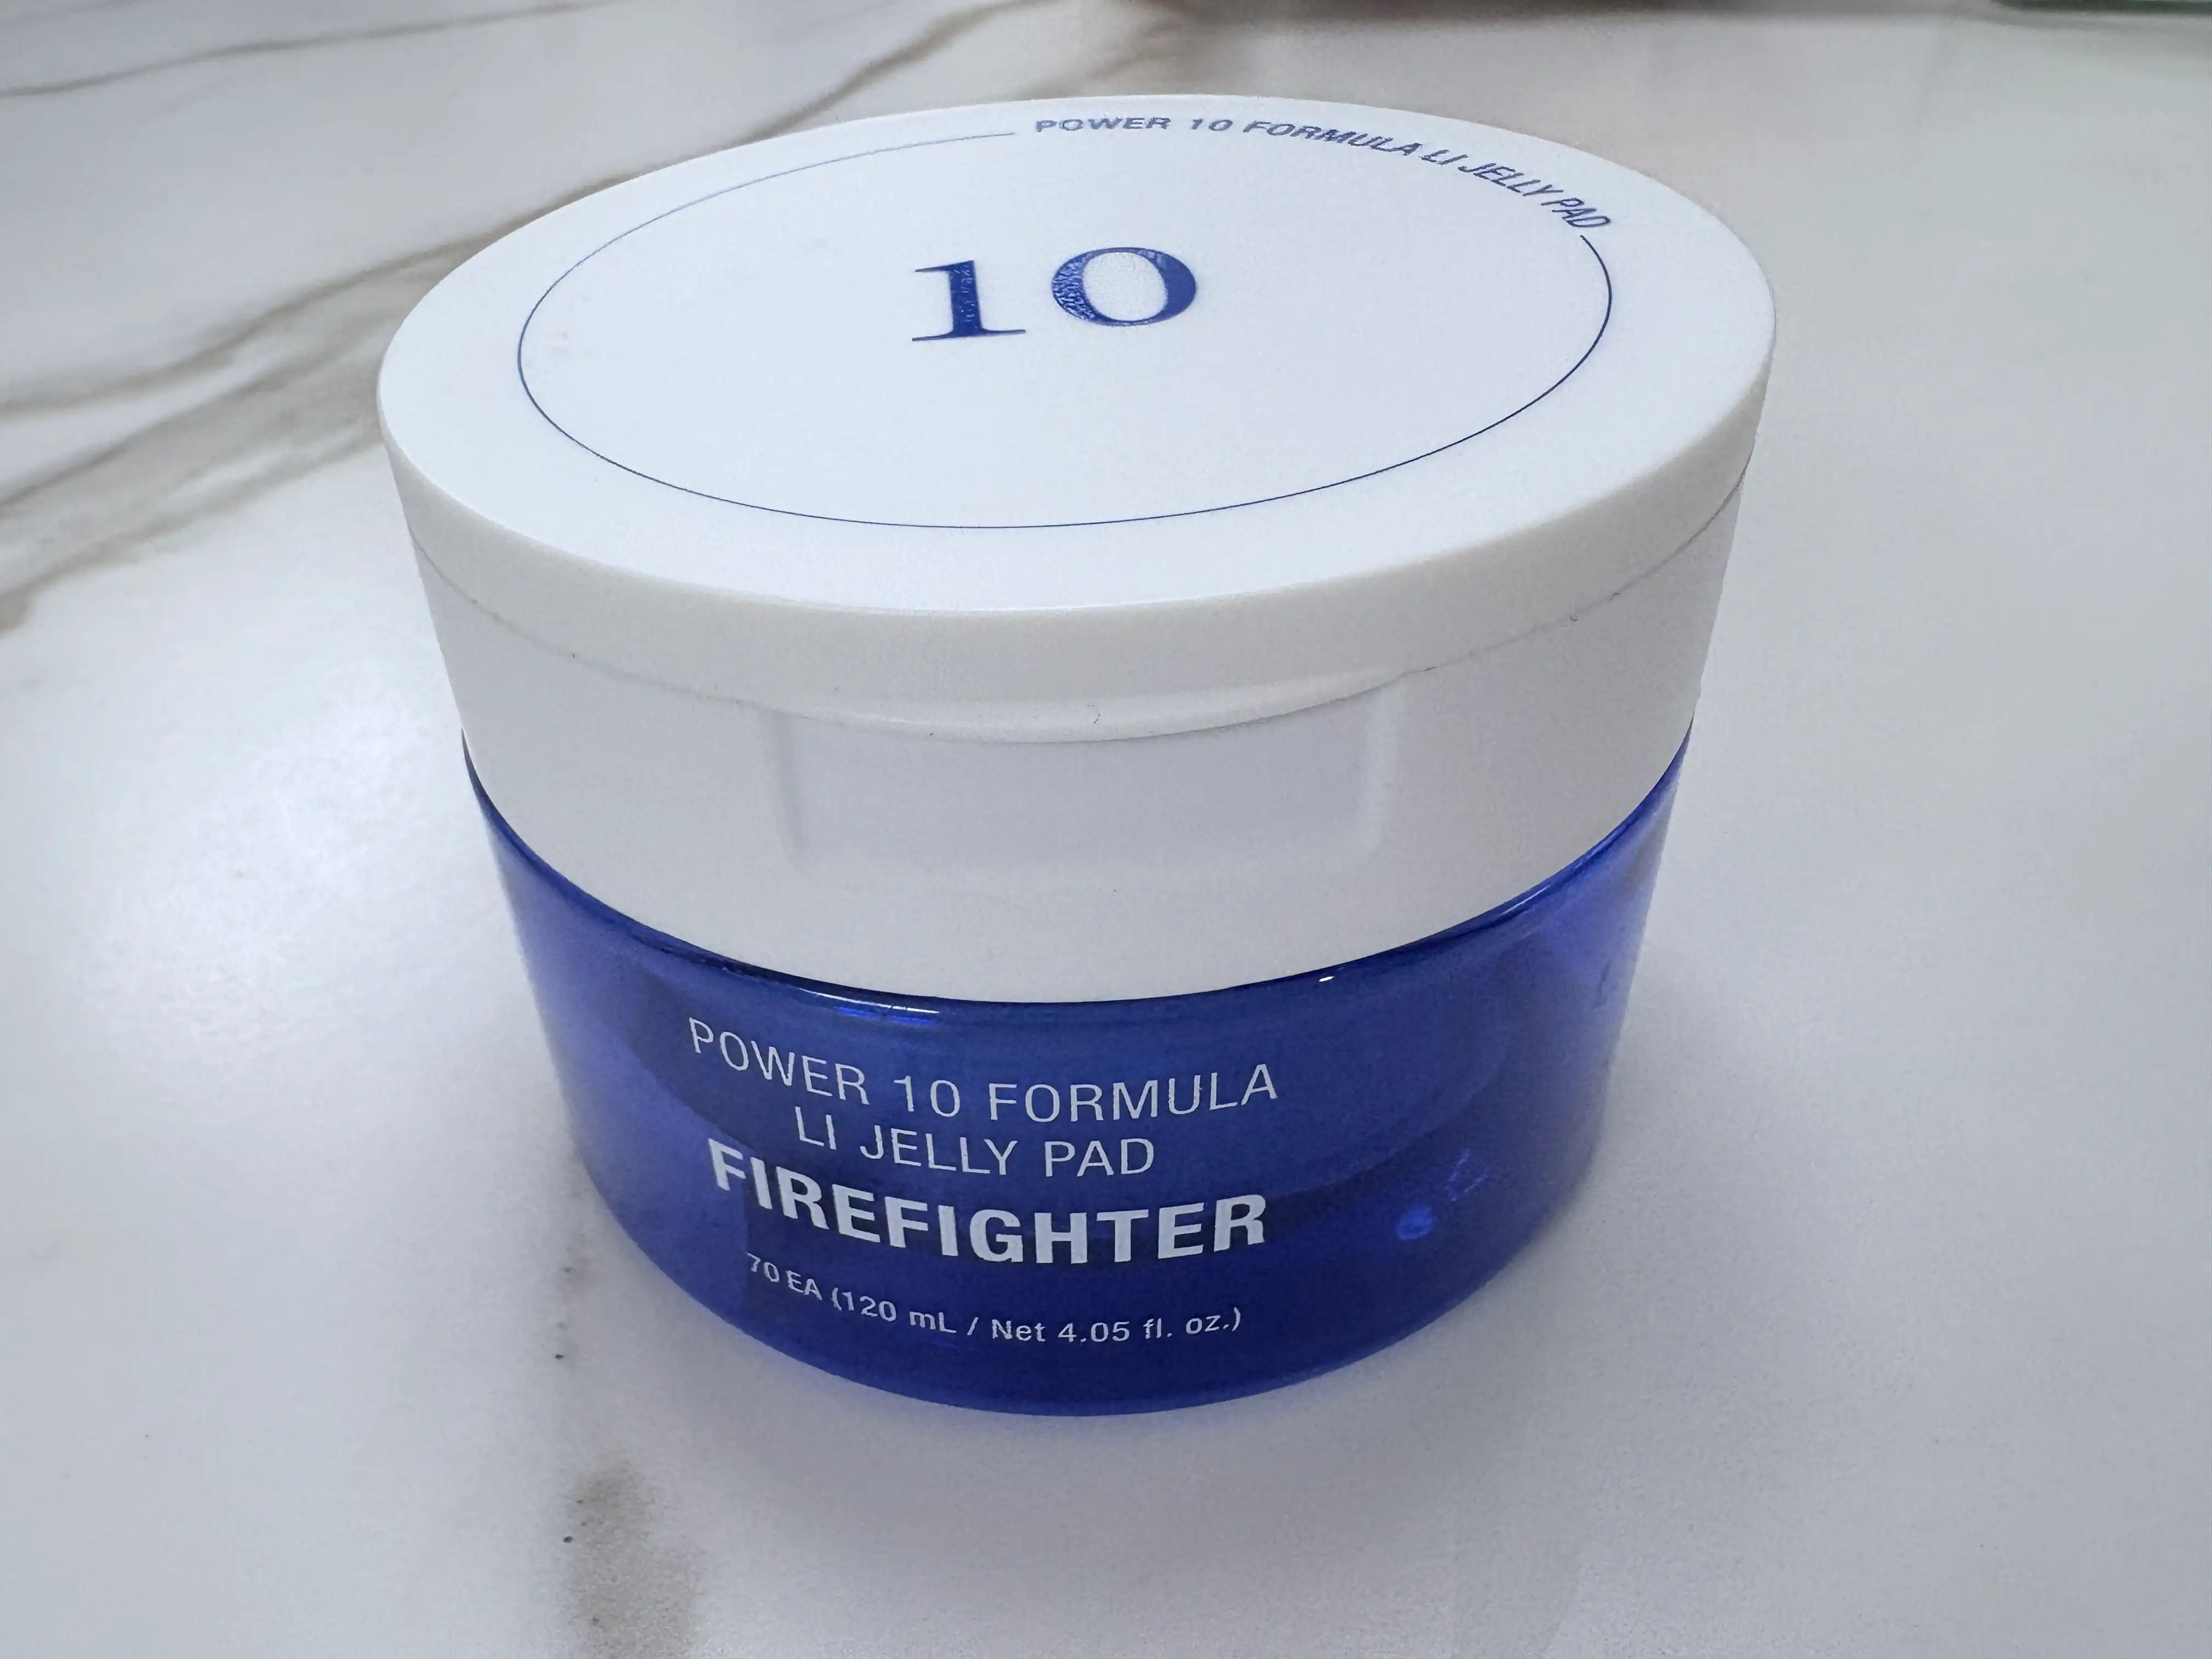 POWER 10 FORMULA LI JELLY PAD
10
POWER 10 FORMULA
LI JELLY PAD
FIREFIGHTER
70 EA (120 mL / Net 4.05 fl. oz.)